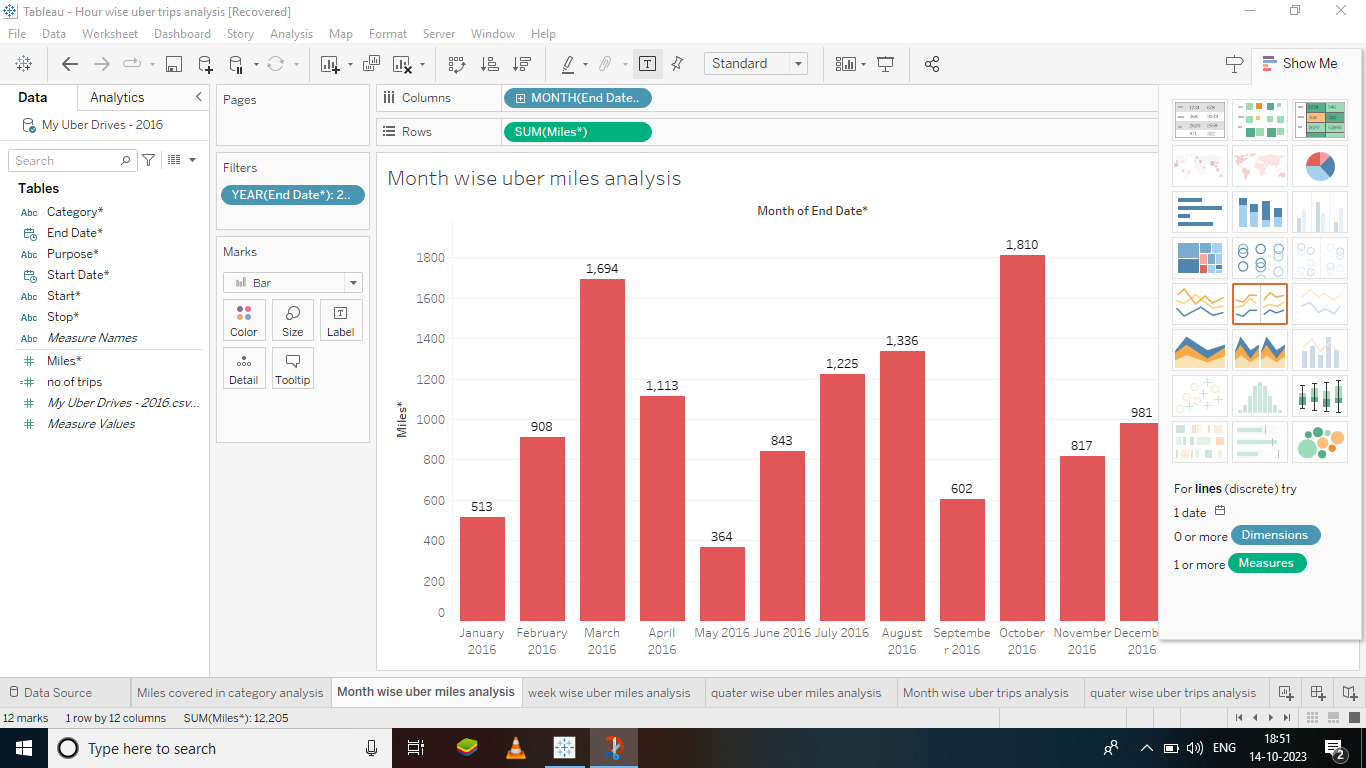 Tableau - Hour wise uber trips analysis [Recovered]
File Data Worksheet Dashboard Story Analysis Map Format Server Window Help
Standard
Show Me
Data Analytics
My Uber Drives - 2016
Search
Tables
Abc Category*
End Date*
Abc Purpose*
Start Date*
Abc Start*
Abc Stop*
Abc Measure Names
Miles*
no of trips
My Uber Drives - 2016.csv...
Measure Values
Pages
Filters
YEAR(End Date*): 2..
Marks
Bar
Color Size Label
Detail Tooltip
Columns MONTH(End Date..
Rows SUM(Miles*)
Month wise uber miles analysis
Month of End Date*
Miles*
1800
1600
1400
1200
1000
800
600
400
200
0
513
908
1,694
1,113
364
843
1,225
1,336
602
1,810
817
981
January 2016
February 2016
March 2016
April 2016
May 2016
June 2016
July 2016
August 2016
Septembe
r 2016
October 2016
November 2016
Decemb
2016
For lines (discrete) try
1 date
0 or more Dimensions
1 or more Measures
Data Source Miles covered in category analysis Month wise uber miles analysis week wise uber miles analysis quater wise uber miles analysis Month wise uber trips analysis quater wise uber trips analysis
12 marks 1 row by 12 columns SUM(Miles*): 12,205
Type here to search
ENG
18:51
14-10-2023
2